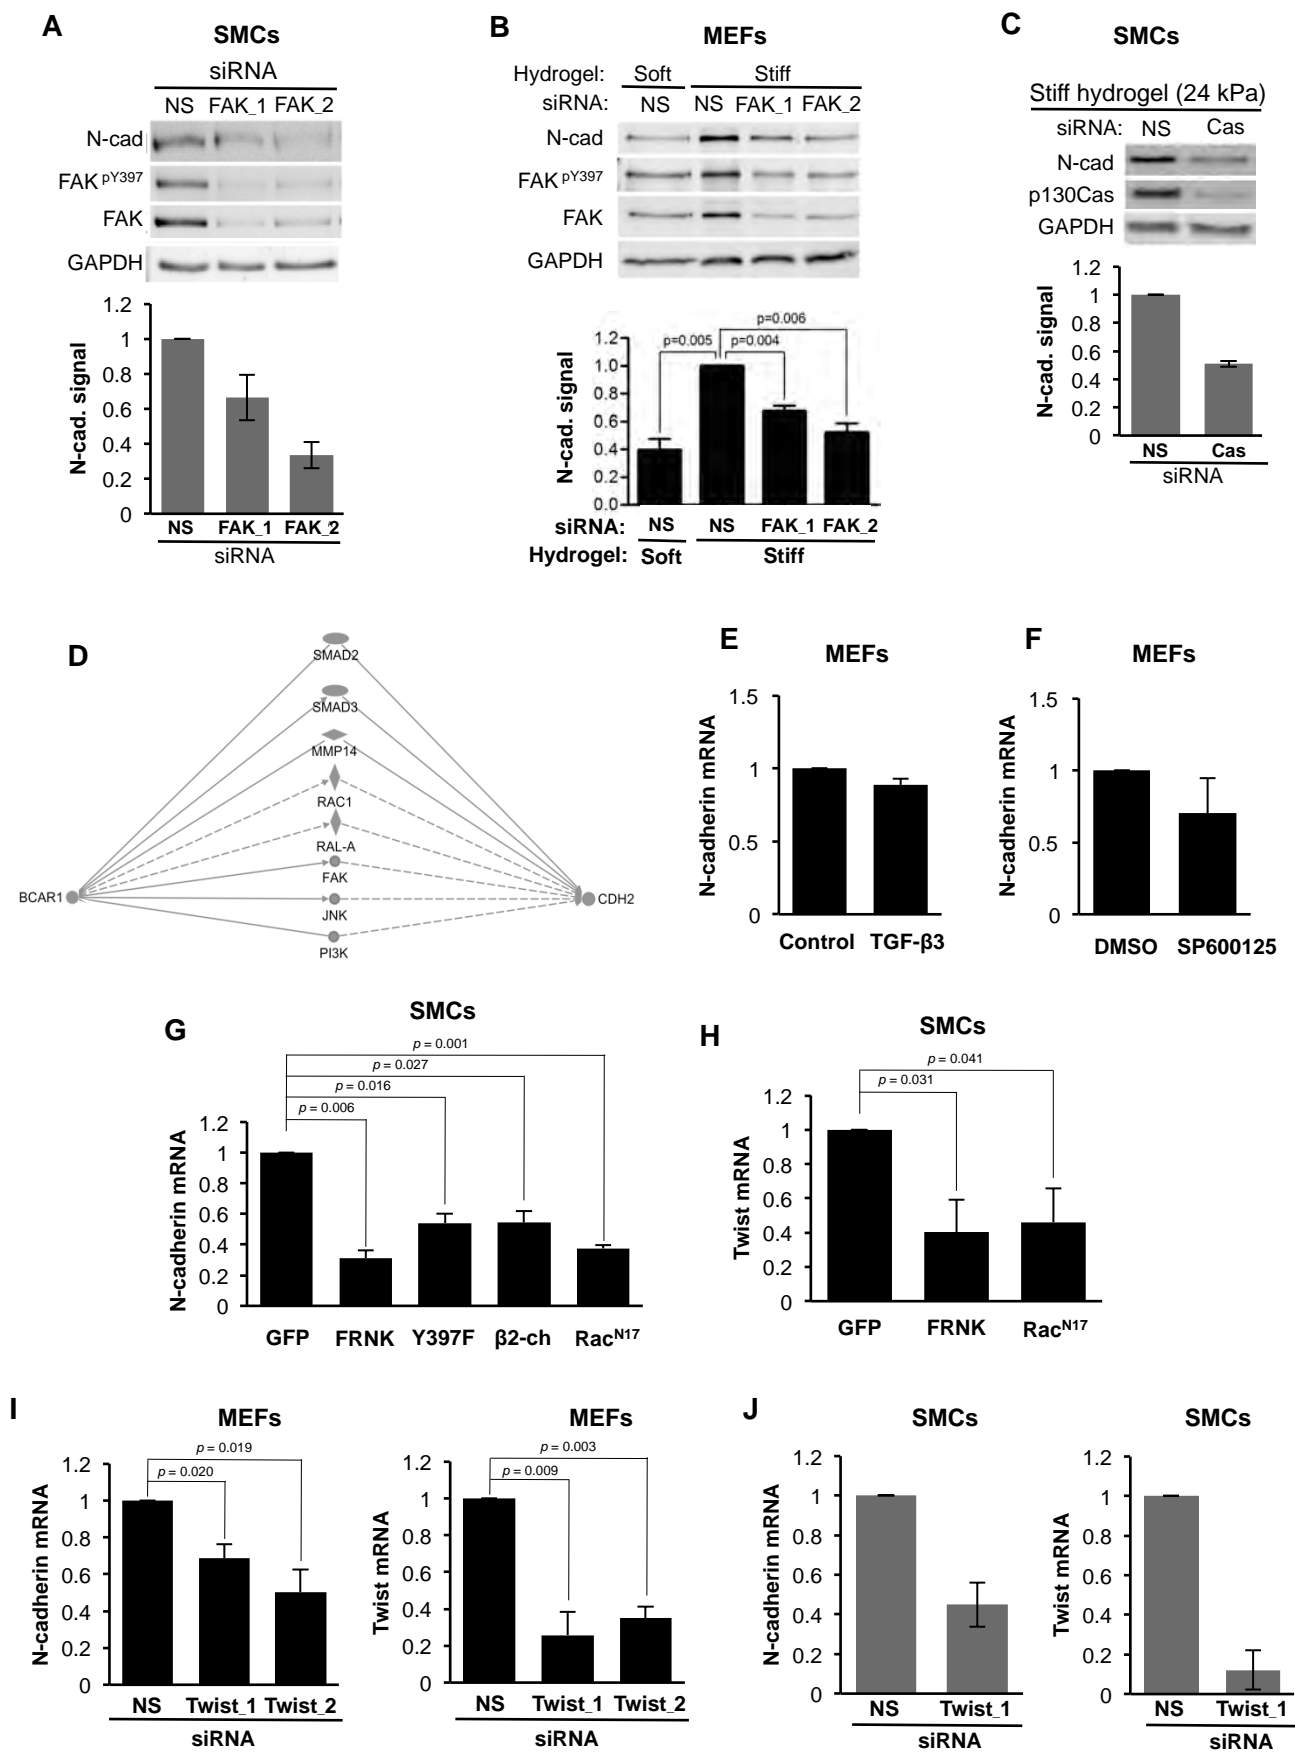 A
SMCs
siRNA
NS FAK_1 FAK_2
N-cad
FAK pY397
FAK
GAPDH
1.2
1
0.8
0.6
0.4
0.2
0
N-cad. signal
NS FAK_1 FAK_2
siRNA
B
MEFs
Hydrogel: Soft Stiff
siRNA: NS NS FAK_1 FAK_2
N-cad
FAK pY397
FAK
GAPDH
p=0.006
p=0.005 p=0.004
1.2
1.0
0.8
0.6
0.4
0.2
0.0
N-cad. signal
siRNA: NS NS FAK_1 FAK_2
Hydrogel: Soft Stiff
C
SMCs
Stiff hydrogel (24 kPa)
siRNA: NS Cas
N-cad
p130Cas
GAPDH
1.2
1
0.8
0.6
0.4
0.2
0
N-cad. signal
NS Cas
siRNA
D
SMAD2
SMAD3
MMP14
RAC1
RAL-A
FAK
BCAR1
CDH2
JNK
PI3K
E
MEFs
1.5
1
0.5
0
N-cadherin mRNA
Control TGF-β3
F
MEFs
1.5
1
0.5
0
N-cadherin mRNA
DMSO SP600125
G
SMCs
p = 0.001
p = 0.027
p = 0.016
p = 0.006
1.2
1
0.8
0.6
0.4
0.2
0
N-cadherin mRNA
GFP FRNK Y397F β2-ch RacN17
H
SMCs
p = 0.041
p = 0.031
1.2
1
0.8
0.6
0.4
0.2
0
Twist mRNA
GFP FRNK RacN17
I
MEFs
p = 0.019
p = 0.020
1.2
1
0.8
0.6
0.4
0.2
0
N-cadherin mRNA
NS Twist_1 Twist_2
siRNA
MEFs
p = 0.003
p = 0.009
1.2
1
0.8
0.6
0.4
0.2
0
Twist mRNA
NS Twist_1 Twist_2
siRNA
J
SMCs
1.2
1
0.8
0.6
0.4
0.2
0
N-cadherin mRNA
NS Twist_1
siRNA
SMCs
1.2
1
0.8
0.6
0.4
0.2
0
Twist mRNA
NS Twist_1
siRNA